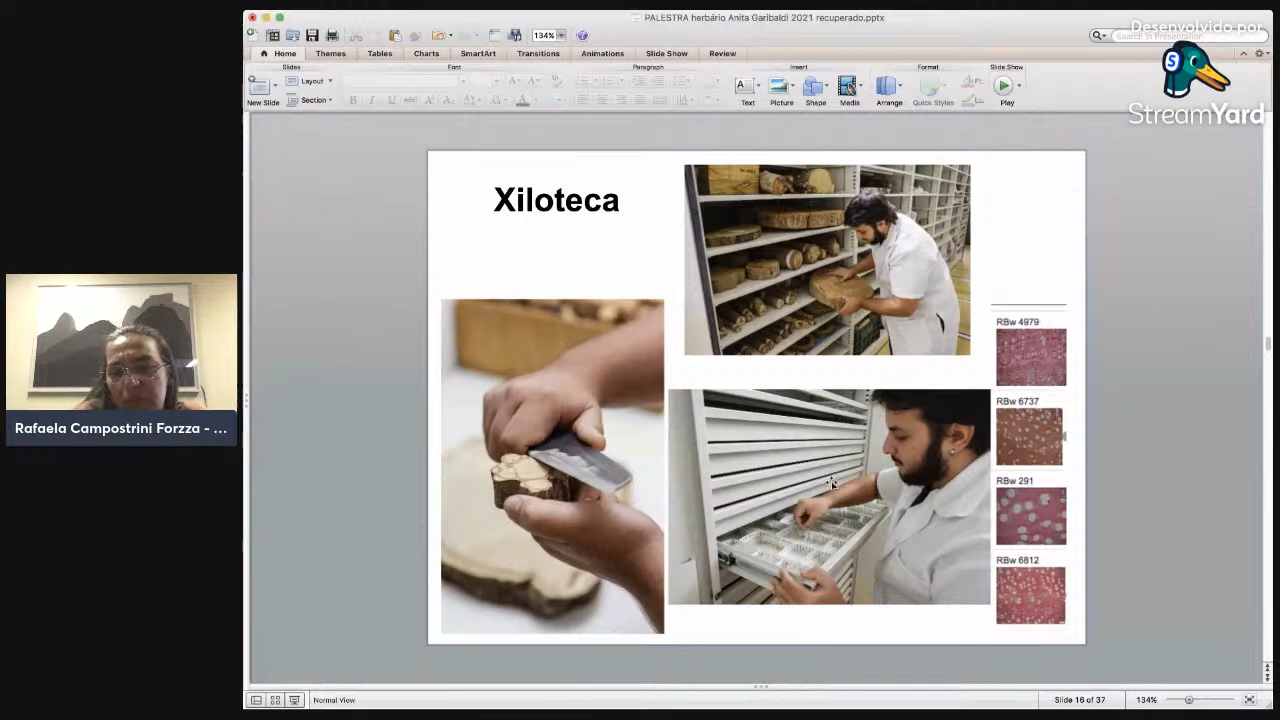 PALESTRA herbário Anita Garibaldi 2021 recuperado.pptx
Desenvolvido por
StreamYard
134%
Search in Presentation
Home Themes Tables Charts SmartArt Transitions Animations Slide Show Review
Slides Font Paragraph Insert Format Slide Show
New Slide
Layout
Section
Text Picture Shape Media Arrange Quick Styles Play
Xiloteca
RBw 4979
RBw 6737
RBw 291
RBw 6812
Rafaela Campostrini Forzza - ...
Normal View
Slide 16 of 37
134%